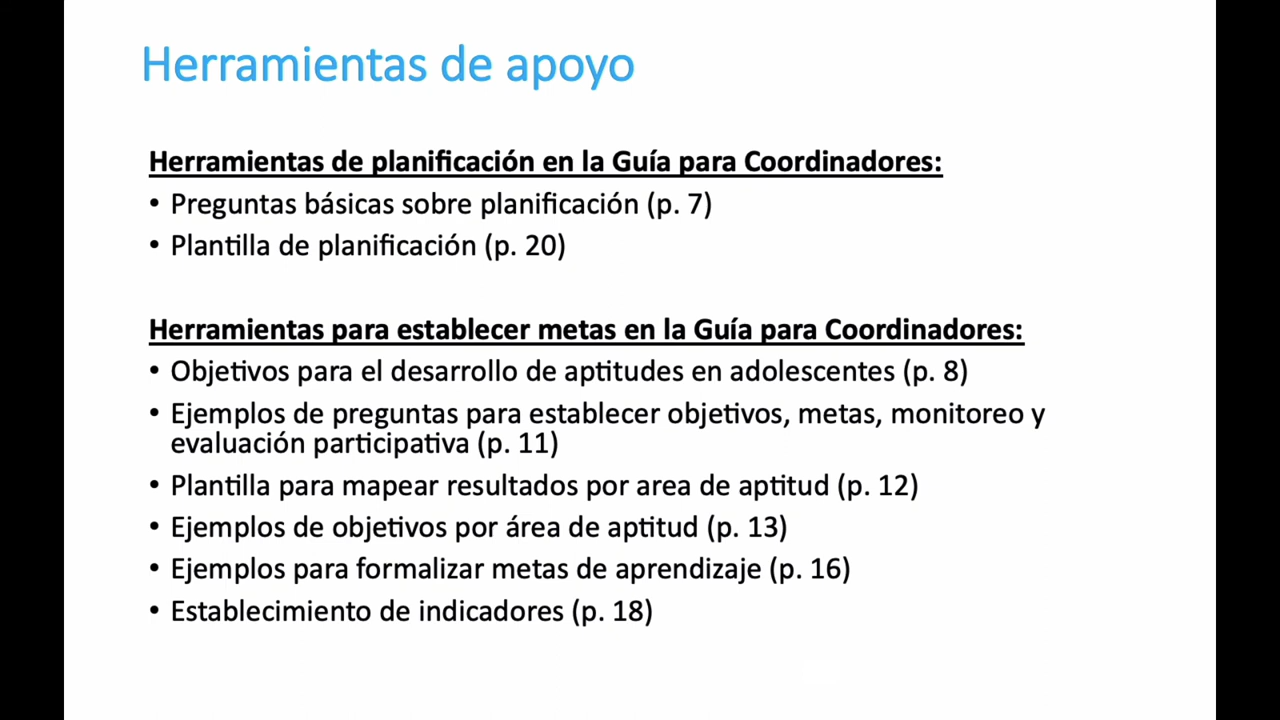 Herramientas de apoyo
Herramientas de planificación en la Guía para Coordinadores:
• Preguntas básicas sobre planificación (p. 7)
• Plantilla de planificación (p. 20)
Herramientas para establecer metas en la Guía para Coordinadores:
• Objetivos para el desarrollo de aptitudes en adolescentes (p. 8)
• Ejemplos de preguntas para establecer objetivos, metas, monitoreo y
evaluación participativa (p. 11)
• Plantilla para mapear resultados por area de aptitud (p. 12)
• Ejemplos de objetivos por área de aptitud (p. 13)
• Ejemplos para formalizar metas de aprendizaje (p. 16)
• Establecimiento de indicadores (p. 18)